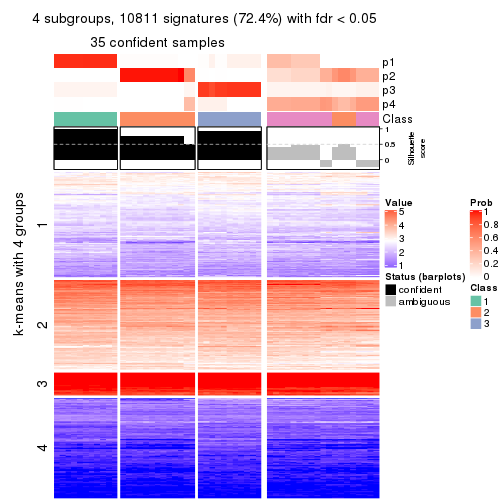 4 subgroups, 10811 signatures (72.4%) with fdr < 0.05
35 confident samples
p1
p2
p3
p4
Class
1
0.5
0
Silhouette
score
k-means with 4 groups
1
2
3
4
Value
5
4
3
2
1
Status (barplots)
confident
ambiguous
Prob
1
0.8
0.6
0.4
0.2
0
Class
1
2
3